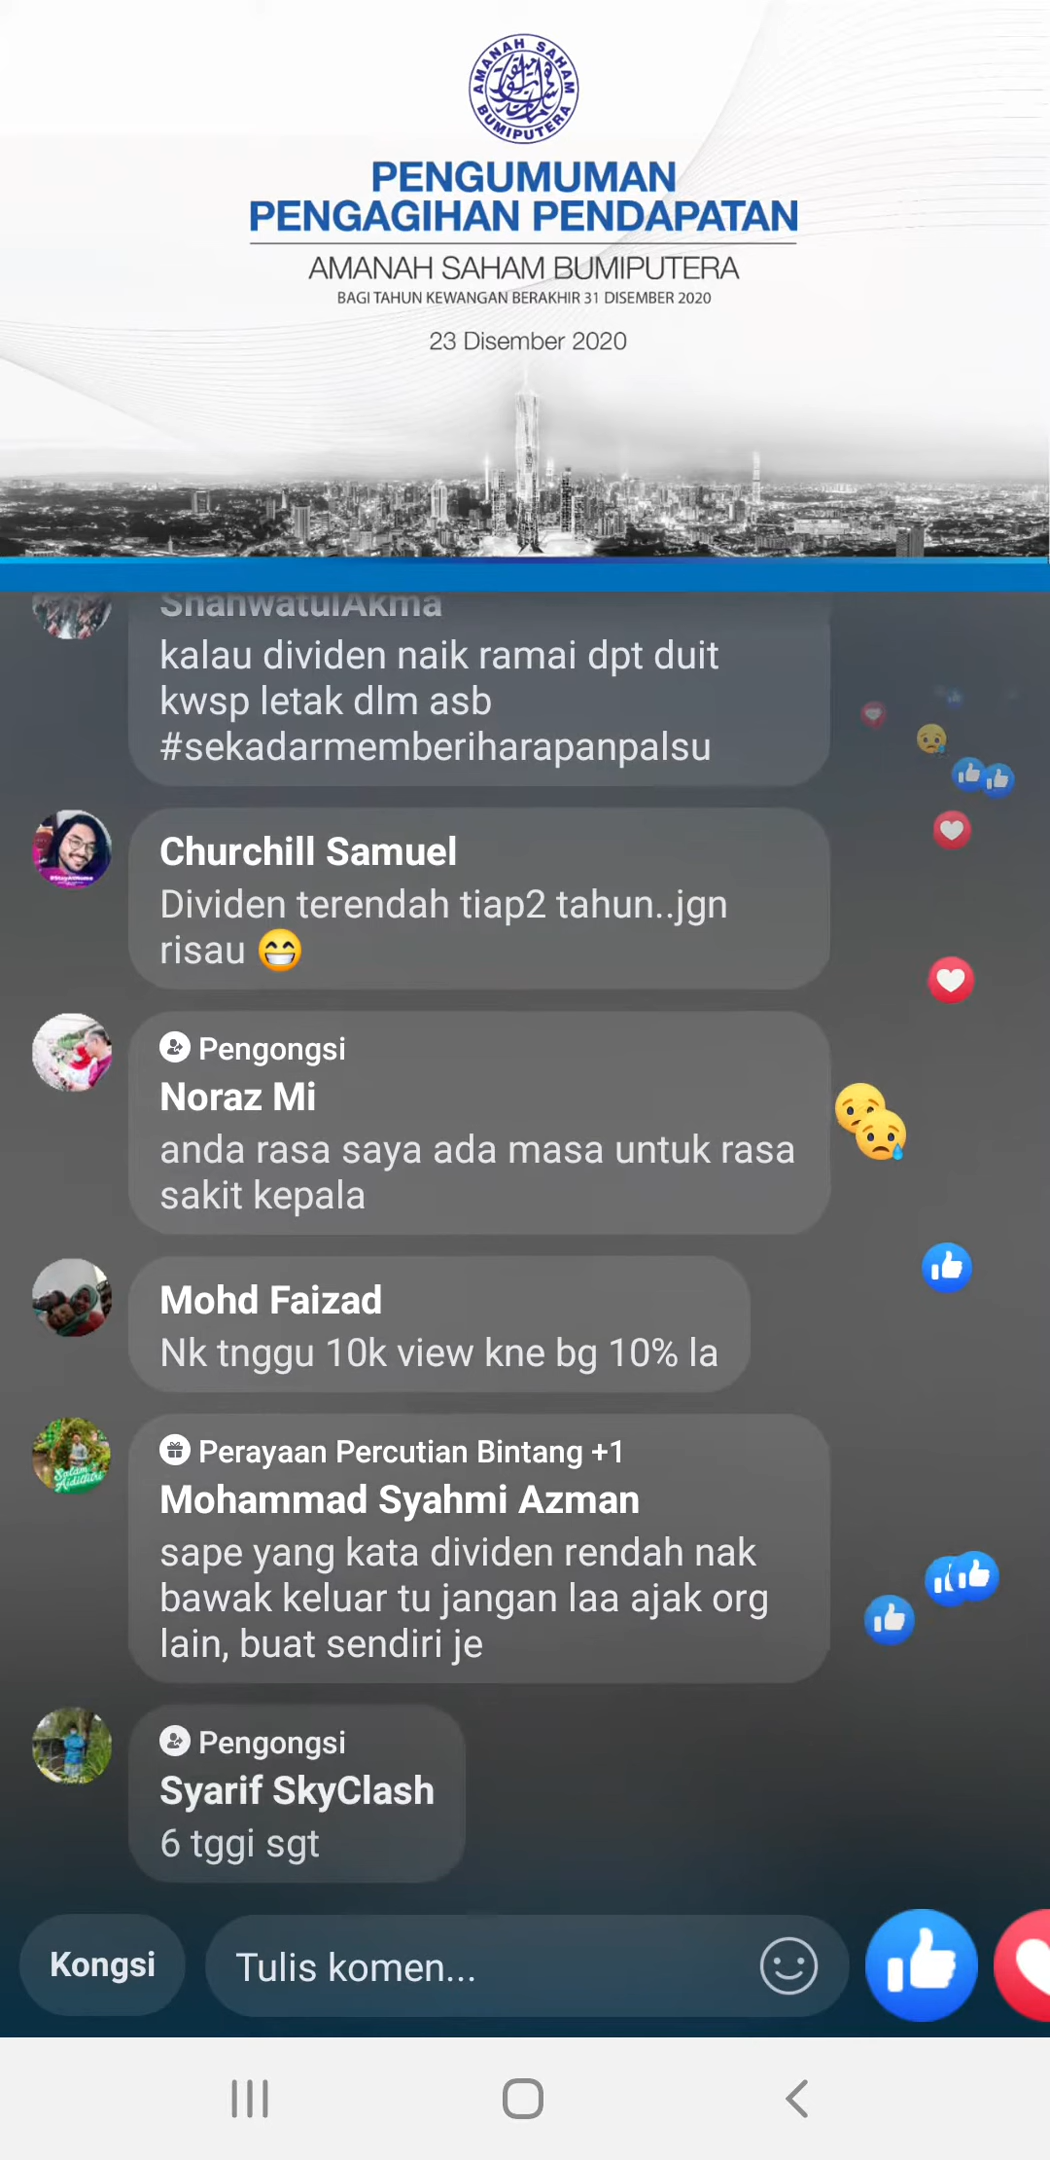 AMANAH SAHAM
BUMIPUTERA
PENGUMUMAN
PENGAGIHAN PENDAPATAN
AMANAH SAHAM BUMIPUTERA
BAGI TAHUN KEWANGAN BERAKHIR 31 DISEMBER 2020
23 Disember 2020
ShahwatulAkma
kalau dividen naik ramai dpt duit
kwsp letak dlm asb
#sekadarmemberiharapanpalsu
Churchill Samuel
Dividen terendah tiap2 tahun..jgn
risau 😁
Pengongsi
Noraz Mi
anda rasa saya ada masa untuk rasa
sakit kepala
Mohd Faizad
Nk tnggu 10k view kne bg 10% la
Perayaan Percutian Bintang +1
Mohammad Syahmi Azman
sape yang kata dividen rendah nak
bawak keluar tu jangan laa ajak org
lain, buat sendiri je
Salam
Aidilfitri
Pengongsi
Syarif SkyClash
6 tggi sgt
Kongsi
Tulis komen...